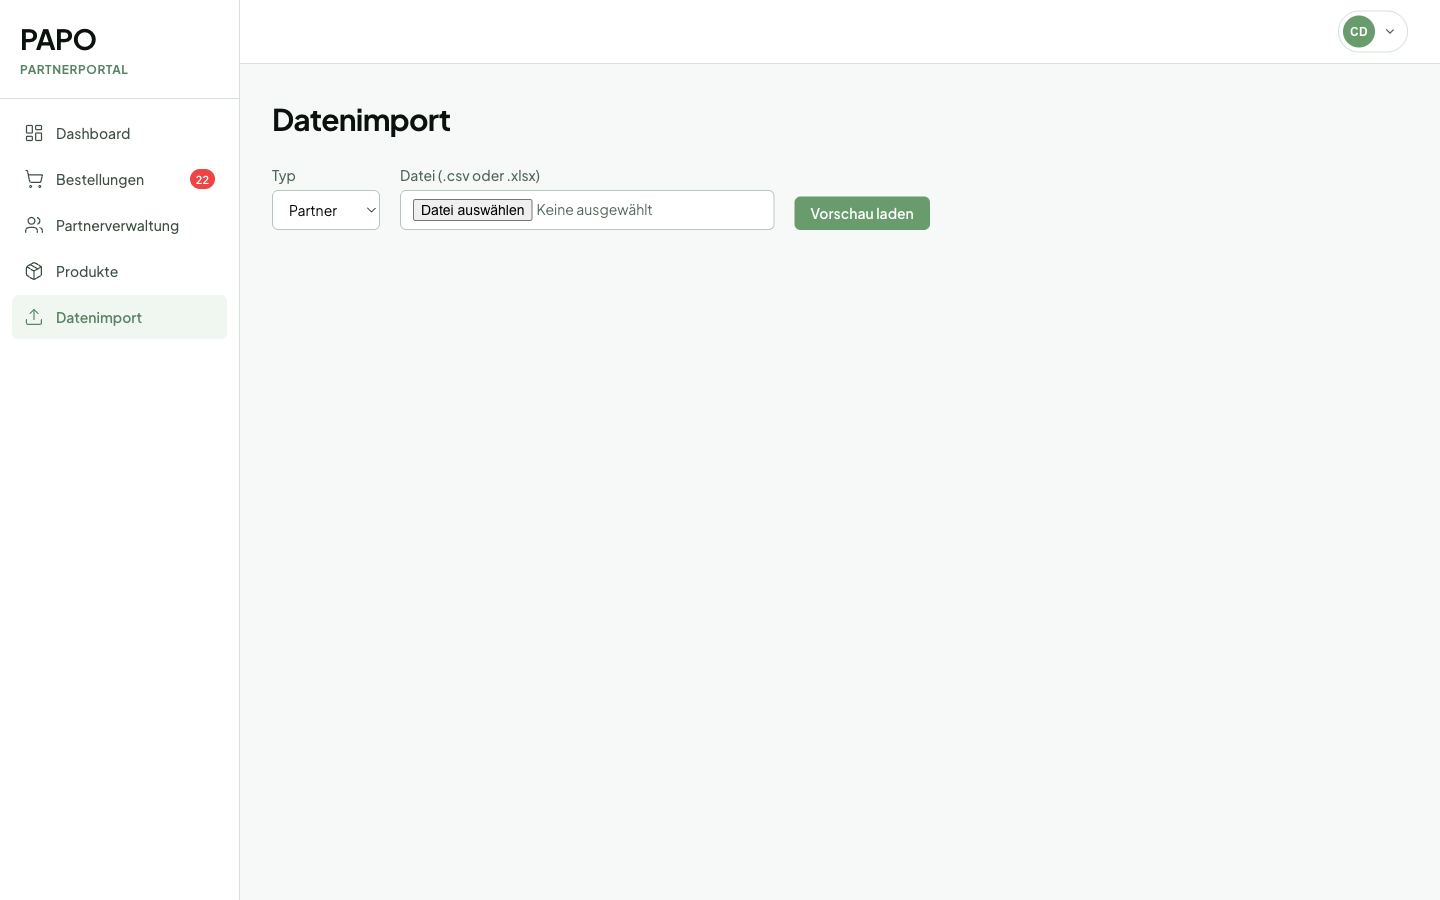 PAPO
PARTNERPORTAL
CD
Dashboard
Bestellungen 22
Partnerverwaltung
Produkte
Datenimport
Datenimport
Typ
Datei (.csv oder .xlsx)
Partner
Datei auswählen Keine ausgewählt
Vorschau laden